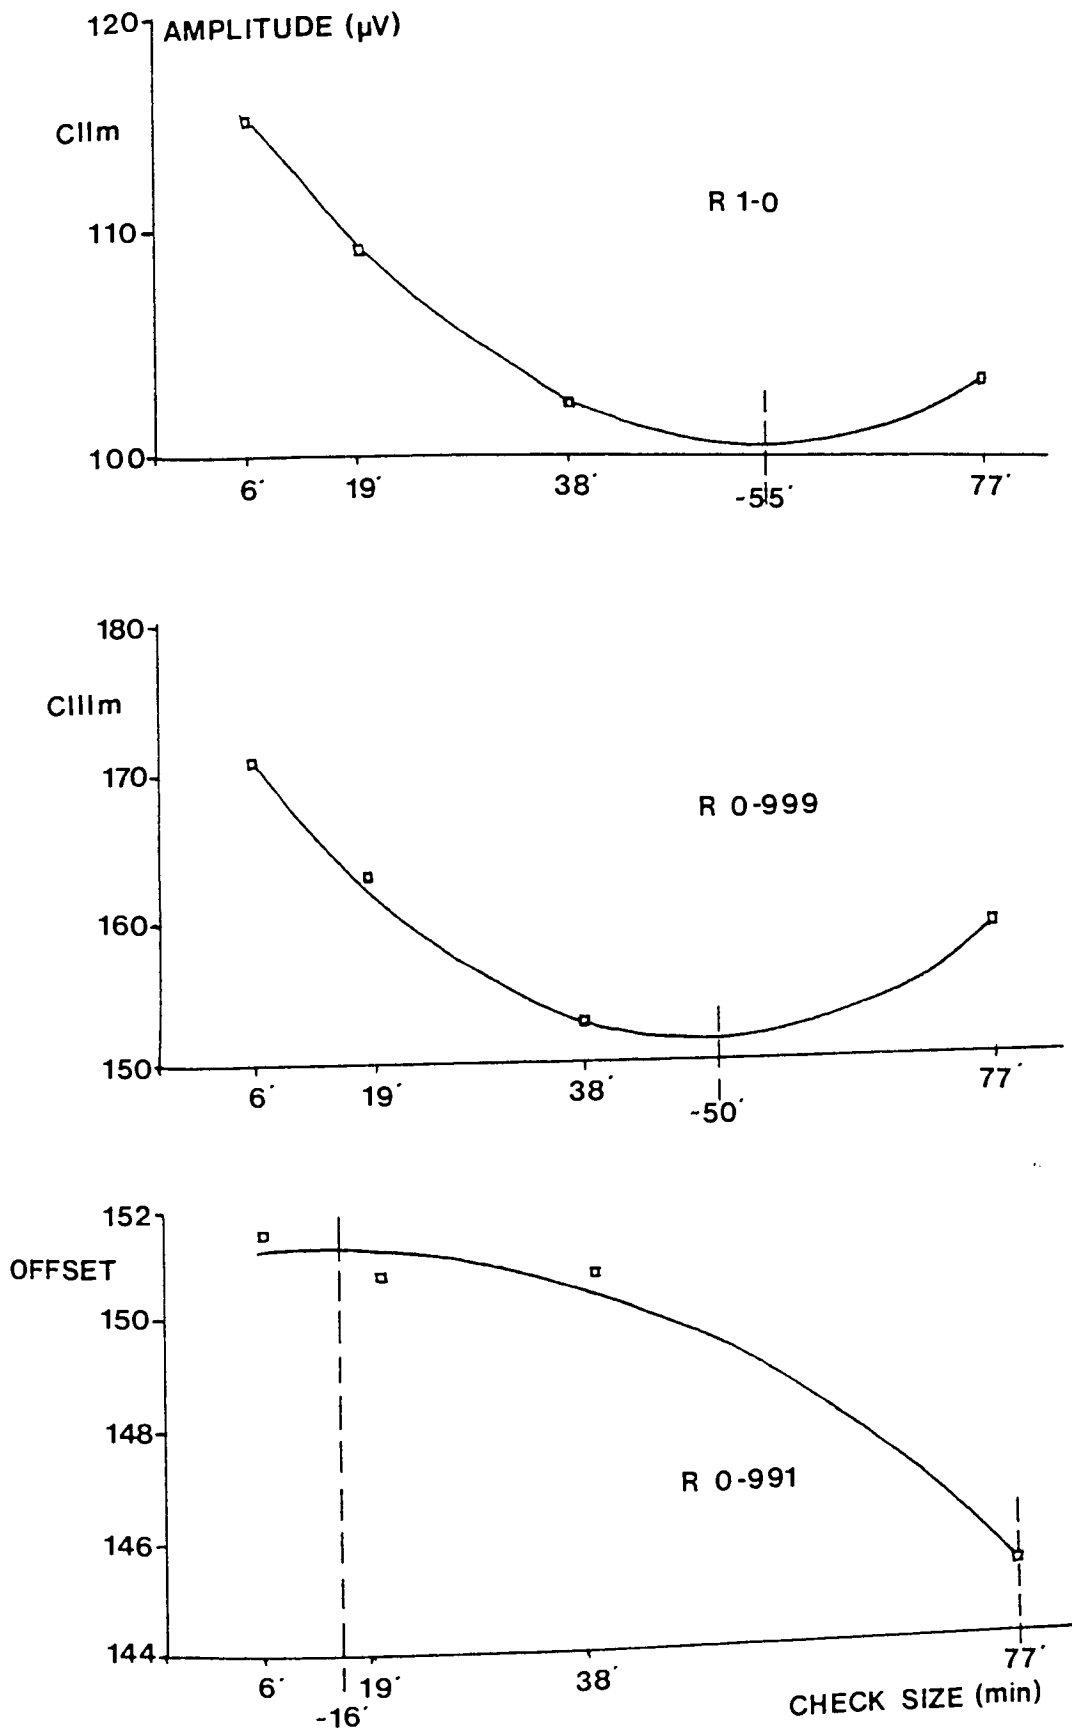 120 AMPLITUDE (μV)
CIIm
R 1-0
110
100
6' 19' 38' ~55' 77'
180
CIIIm
170
R 0-999
160
150
6' 19' 38' ~50' 77'
152
OFFSET
150
148
R 0-991
146
144
6' ~16' 19' 38' 77'
CHECK SIZE (min)